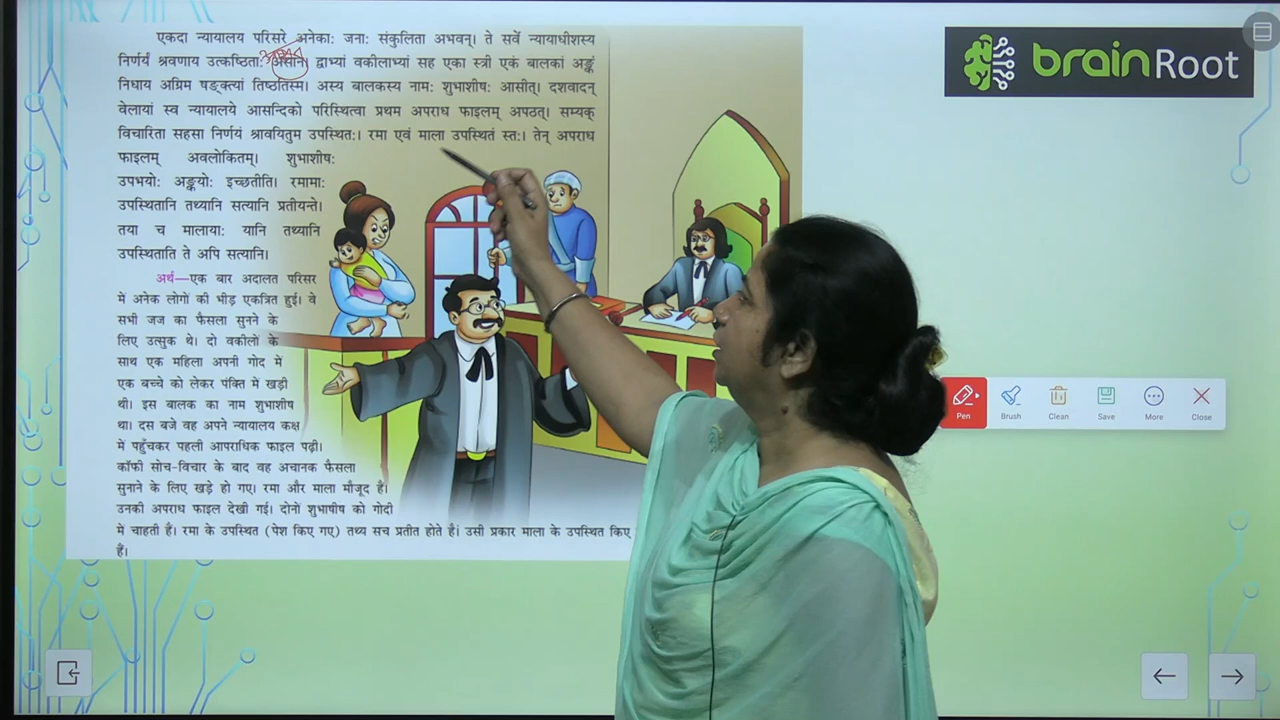 एकदा न्यायालय परिसरे अनेकाः जनाः संकुलिता अभवन्। ते सर्वे न्यायाधीशस्य
निर्णयं श्रवणाय उत्कष्ठिताः द्वाभ्यां वकीलाभ्यां सह एका स्त्री एकं बालकां अङ्कं
निधाय अग्रिम षङ्क्त्यां तिष्ठतिस्म। अस्य बालकस्य नामः शुभाशीषः आसीत्। दशवादन्
वेलायां स्व न्यायालये आसन्दिको परिस्थित्वा प्रथम अपराध फाइलम् अपठत्। सम्यक्
विचारिता सहसा निर्णयं श्रावयितुम उपस्थितः। रमा एवं माला उपस्थितं स्तः। तेन् अपराध
फाइलम् अवलोकितम्। शुभाशीषः
उपभयोः अङ्कयोः इच्छतीति। रमामाः
उपस्थितानि तथ्यानि सत्यानि प्रतीयन्ते।
तया च मालायाः यानि तथ्यानि
उपस्थिताति ते अपि सत्यानि।
अर्थ—एक बार अदालत परिसर
में अनेक लोगों की भीड़ एकत्रित हुई। वे
सभी जज का फैसला सुनने के
लिए उत्सुक थे। दो वकीलों के
साथ एक महिला अपनी गोद में
एक बच्चे को लेकर पंक्ति में खड़ी
थी। इस बालक का नाम शुभाशीष
था। दस बजे वह अपने न्यायालय कक्ष
में पहुँचकर पहली आपराधिक फाइल पढ़ी।
कॉफी सोच-विचार के बाद वह अचानक फैसला
सुनाने के लिए खड़े हो गए। रमा और माला मौजूद हैं।
उनकी अपराध फाइल देखी गई। दोनों शुभाषीष को गोदी
में चाहती हैं। रमा के उपस्थित (पेश किए गए) तथ्य सच प्रतीत होते हैं। उसी प्रकार माला के उपस्थित किए
हैं।
brainRoot
Pen Brush Clean Save More Close